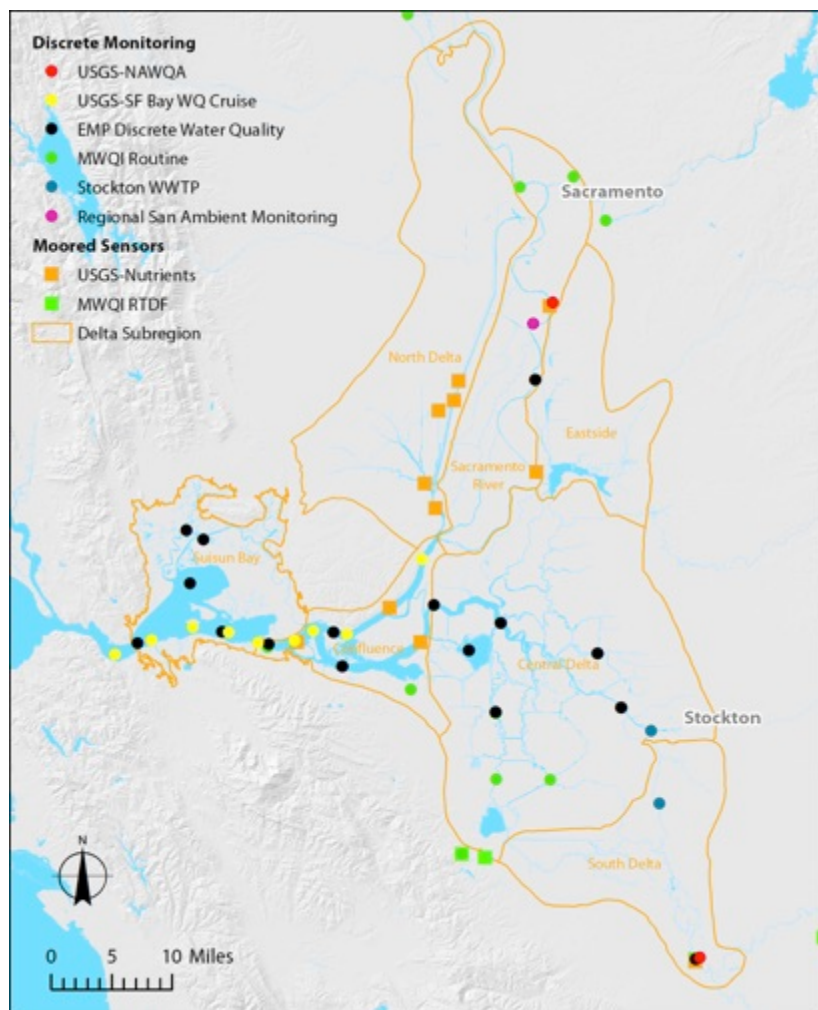 Discrete Monitoring
USGS-NAWQA
USGS-SF Bay WQ Cruise
EMP Discrete Water Quality
MWQI Routine
Stockton WWTP
Regional San Ambient Monitoring
Moored Sensors
USGS-Nutrients
MWQI RTDF
Delta Subregion
Sacramento
North Delta
Eastside
Sacramento
River
Suisun Bay
Confluence
Central Delta
Stockton
South Delta
N
0 5 10 Miles